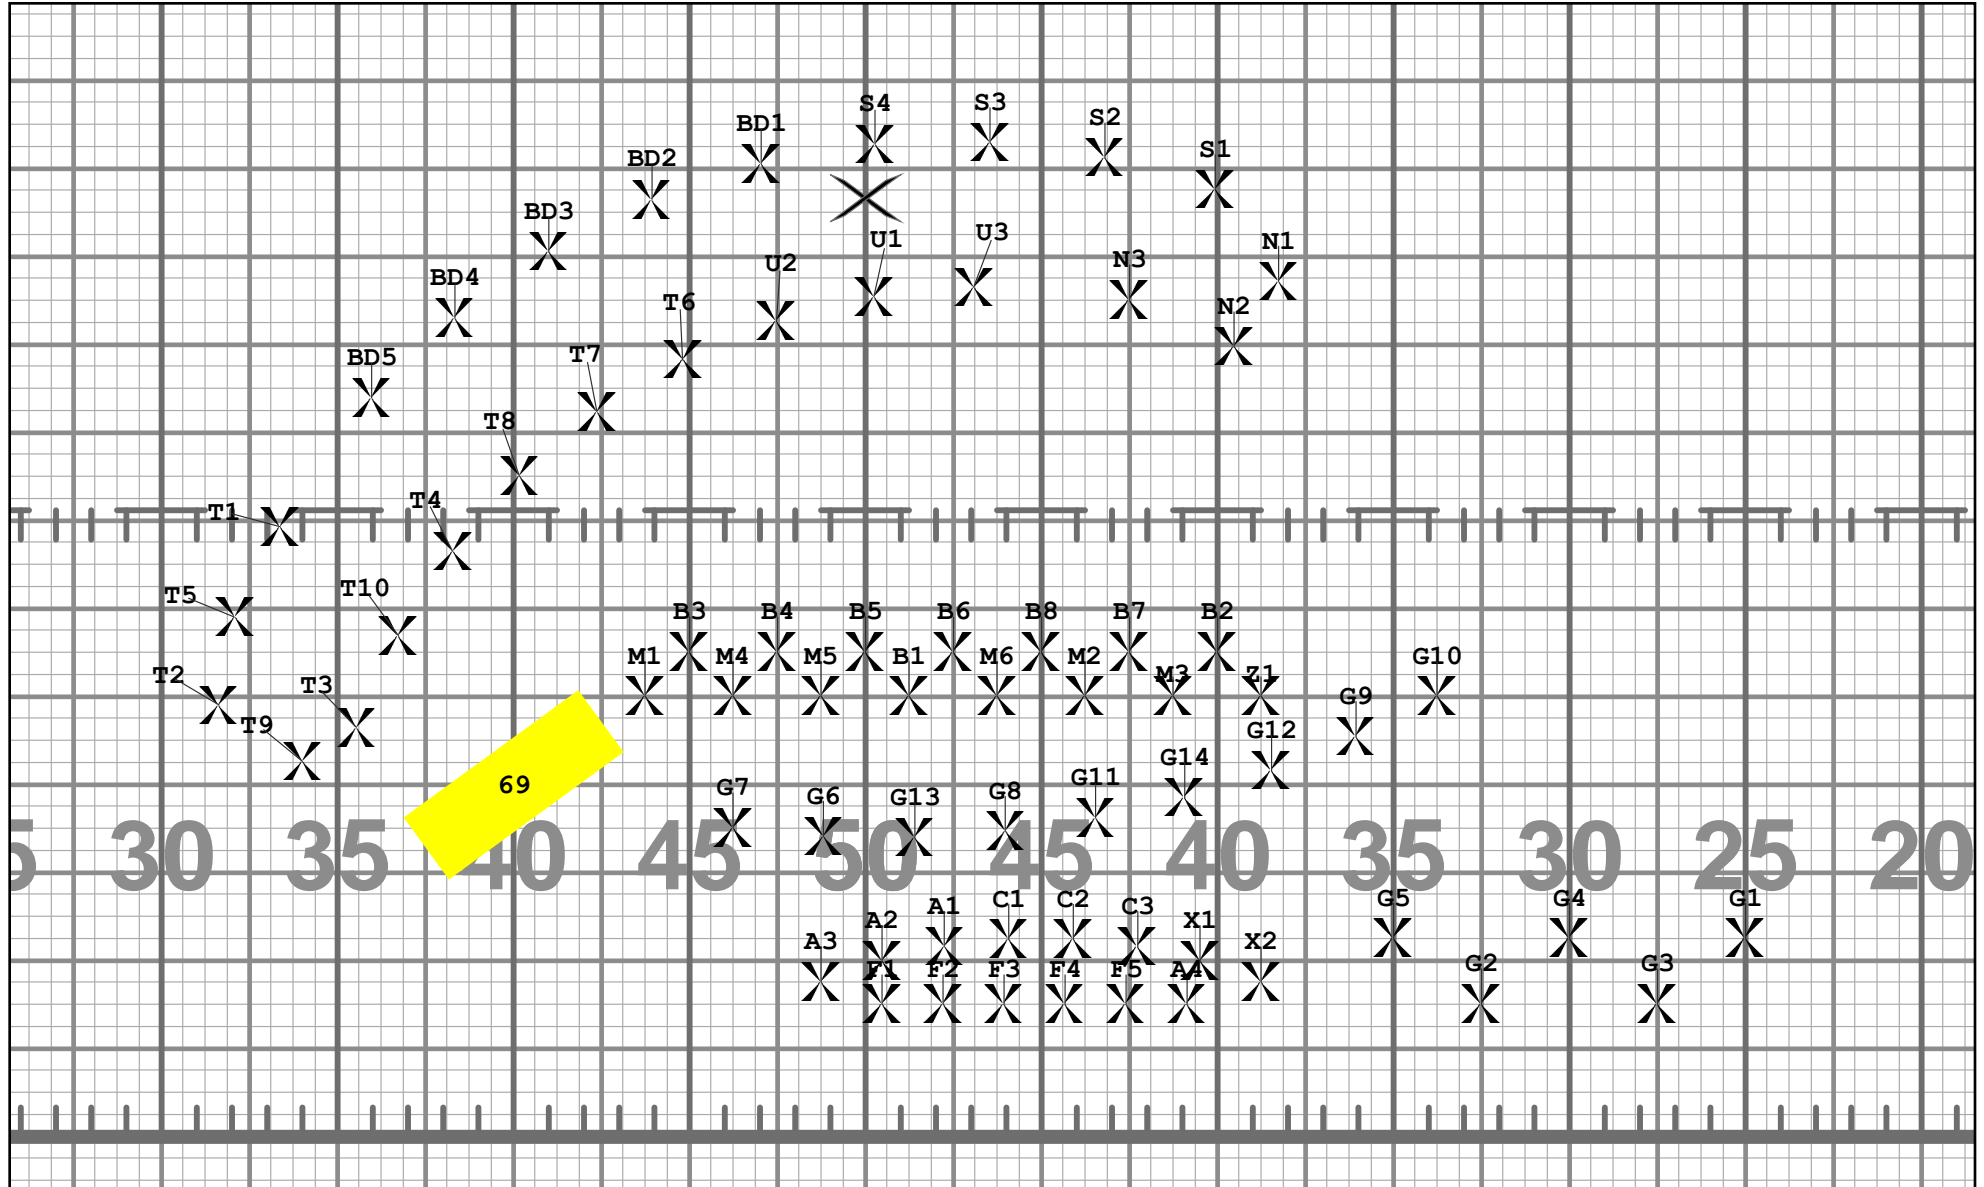 S4 S3
S2
BD1
S1
BD2
BD3
U3
U1 N1
N3
U2
BD4
T6 N2
T7
BD5
T8
T4
T1
T10
T5
B3 B4 B5 B6 B8 B7 B2
M1 M4 M5 B1 M6 M2 M3 Z1 G10
T2
T3
G9
T9
G12
G14
G11
69
G7 G6 G13 G8
5 30 35 40 45 50 45 40 35 30 25 20
C1 C2 C3 G5 G4 G1
A1
A2 X1
A3 X2
F1 F2 F3 F4 F5 A4 G2 G3